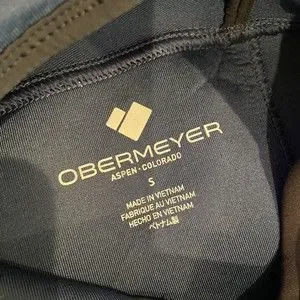 OBERMEYER
ASPEN • COLORADO
S
MADE IN VIETNAM
FABRIQUÉ AU VIETNAM
HECHO EN VIETNAM
ベトナム製